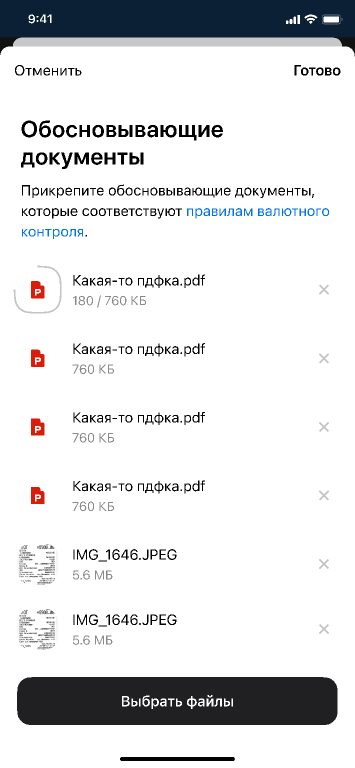 9:41
Отменить Готово
Обосновывающие
документы
Прикрепите обосновывающие документы,
которые соответствуют правилам валютного
контроля.
Какая-то пдфка.pdf
180 / 760 КБ
Какая-то пдфка.pdf
760 КБ
Какая-то пдфка.pdf
760 КБ
Какая-то пдфка.pdf
760 КБ
IMG_1646.JPEG
5.6 МБ
IMG_1646.JPEG
5.6 МБ
Выбрать файлы